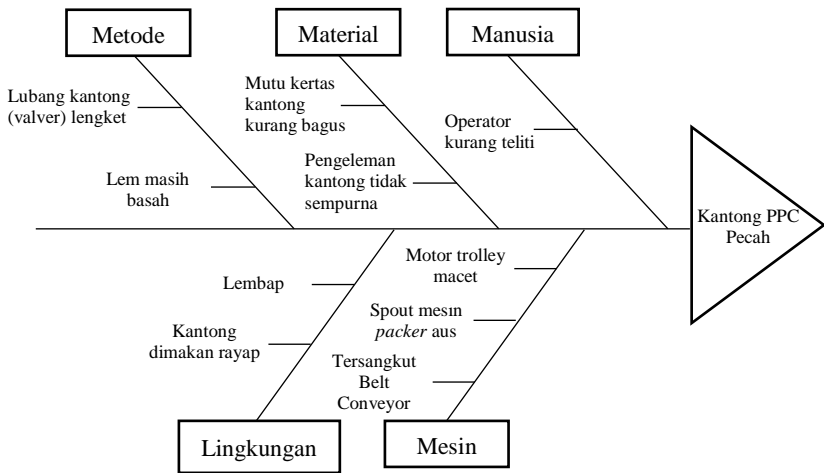 Metode
Material
Manusia
Lubang kantong
(valver) lengket
Lem masih
basah
Mutu kertas
kantong
kurang bagus
Pengeleman
kantong tidak
sempurna
Operator
kurang teliti
Kantong PPC
Pecah
Lembap
Kantong
dimakan rayap
Motor trolley
macet
Spout mesin
packer aus
Tersangkut
Belt
Conveyor
Lingkungan
Mesin